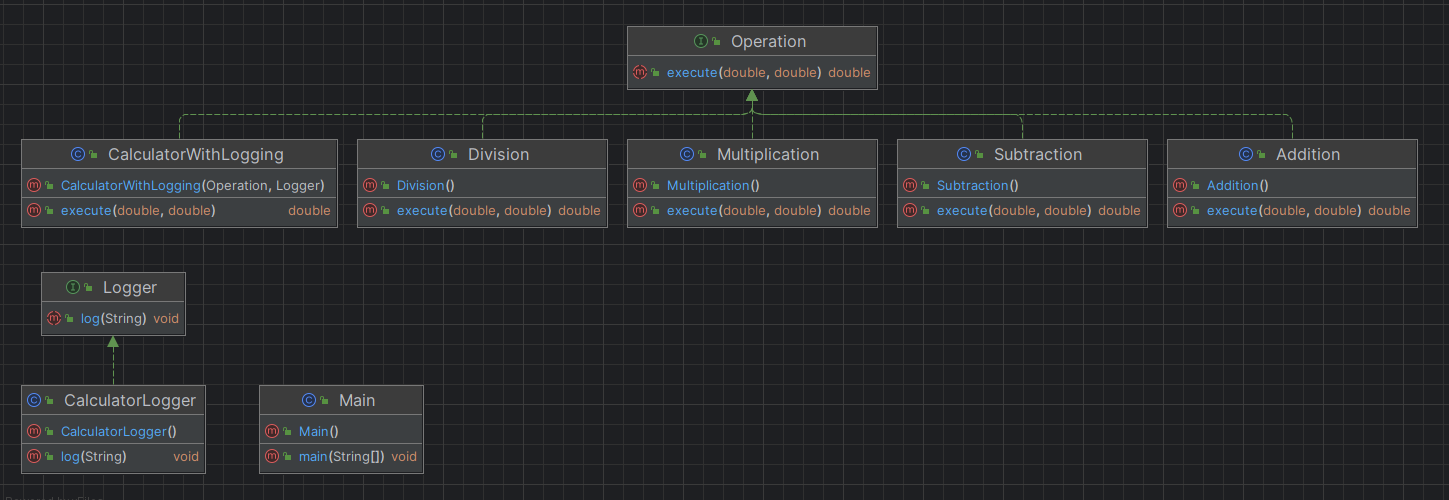 Operation
execute(double, double) double
CalculatorWithLogging
CalculatorWithLogging(Operation, Logger)
execute(double, double) double
Division
Division()
execute(double, double) double
Multiplication
Multiplication()
execute(double, double) double
Subtraction
Subtraction()
execute(double, double) double
Addition
Addition()
execute(double, double) double
Logger
log(String) void
CalculatorLogger
CalculatorLogger()
log(String) void
Main
Main()
main(String[]) void